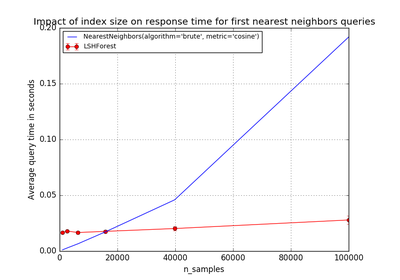 Impact of index size on response time for first nearest neighbors queries
NearestNeighbors(algorithm='brute', metric='cosine')
LSHForest
Average query time in seconds
0.20
0.15
0.10
0.05
0.00
0
20000
40000
60000
80000
100000
n_samples